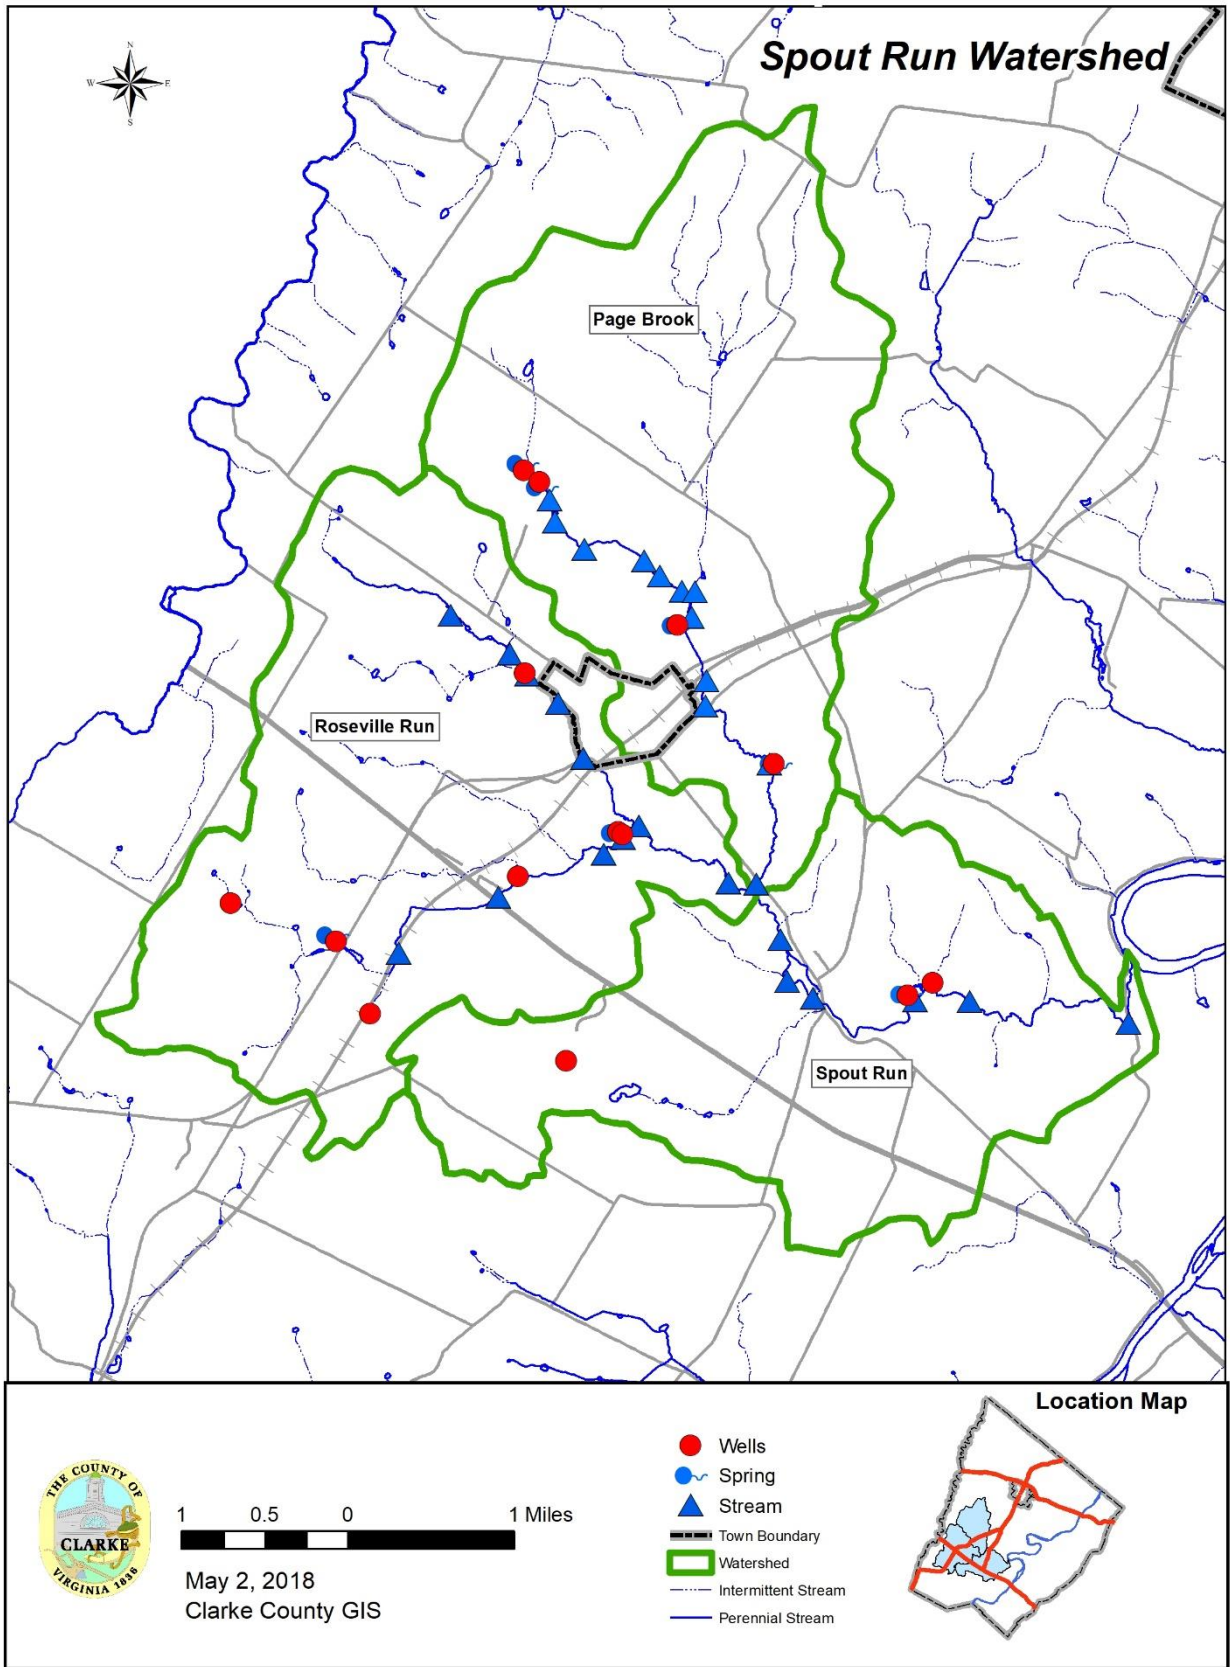 Spout Run Watershed
N
W E
S
Page Brook
Roseville Run
Spout Run
Location Map
THE COUNTY OF
CLARKE
VIRGINIA 1836
1 0.5 0 1 Miles
May 2, 2018
Clarke County GIS
Wells
Spring
Stream
Town Boundary
Watershed
Intermittent Stream
Perennial Stream